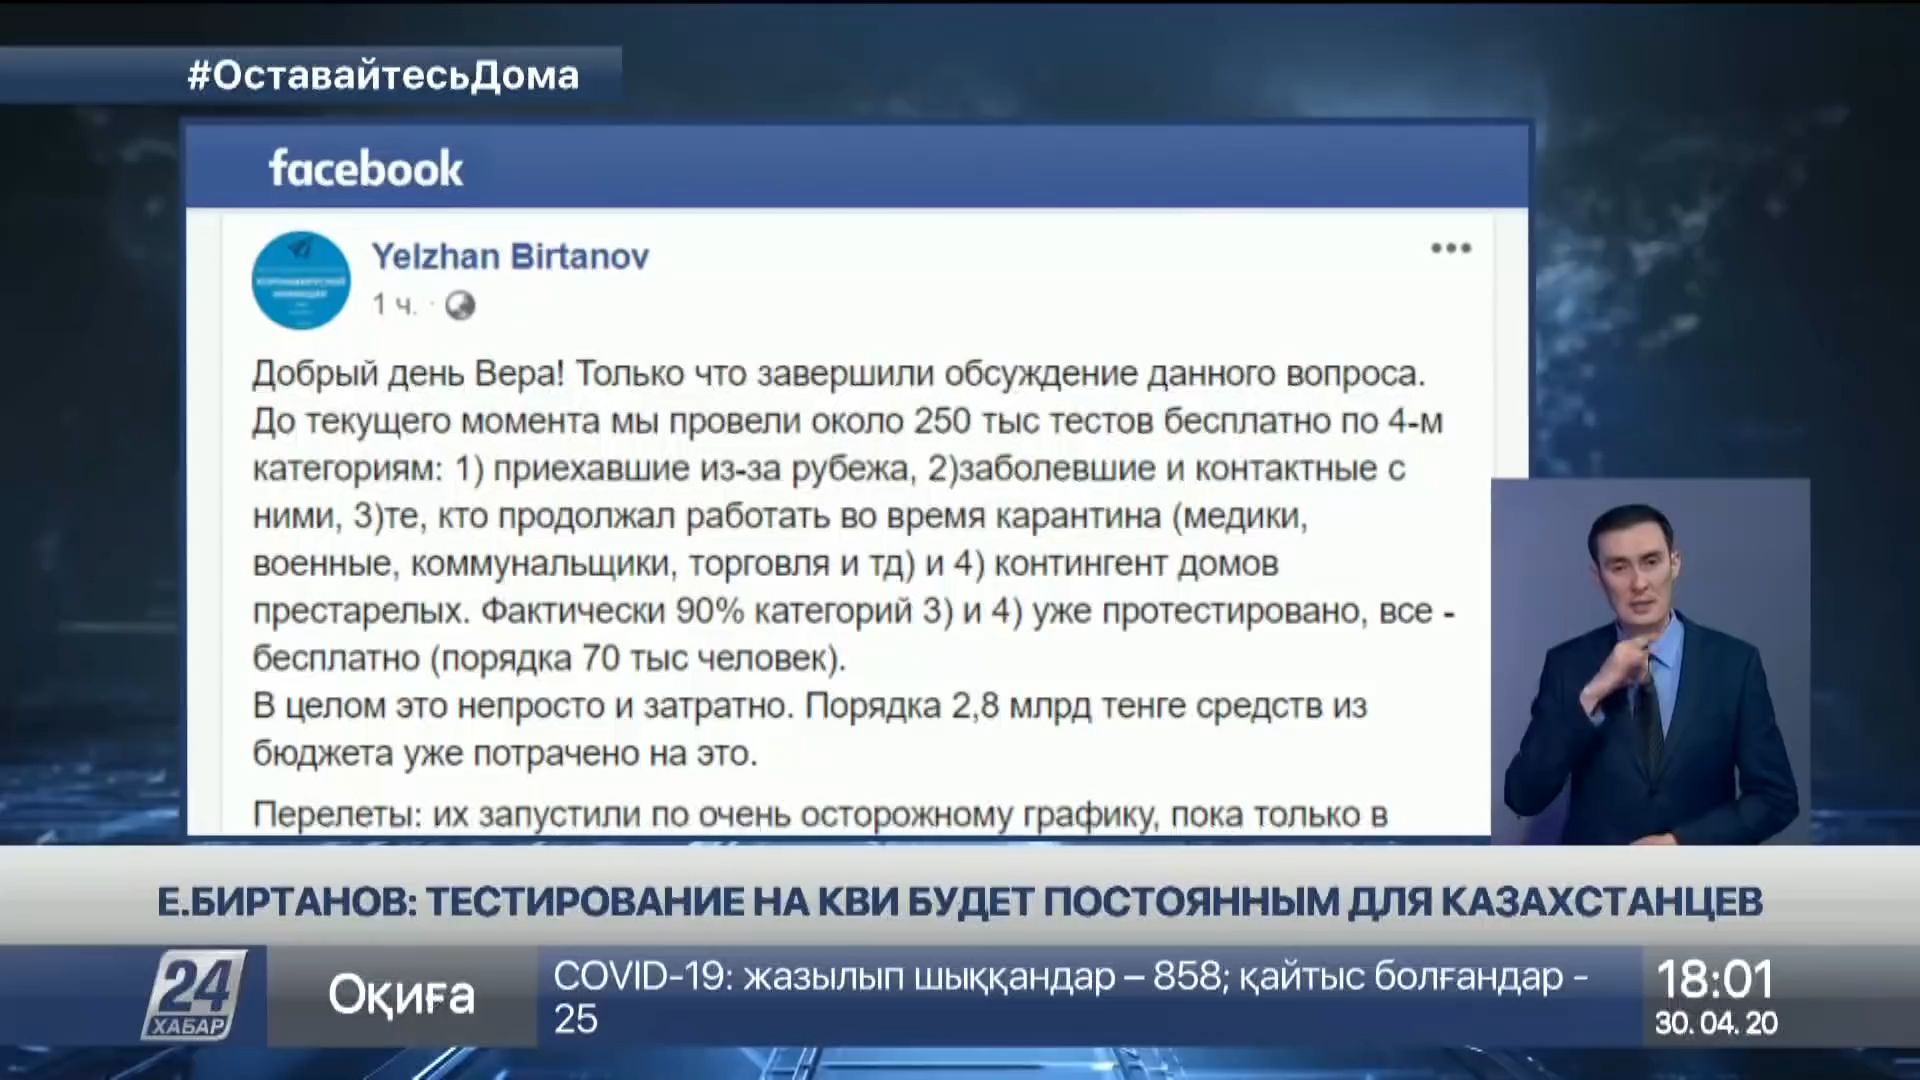 #ОставайтесьДома
facebook
Yelzhan Birtanov
1 ч. ·
Добрый день Вера! Только что завершили обсуждение данного вопроса.
До текущего момента мы провели около 250 тыс тестов бесплатно по 4-м
категориям: 1) приехавшие из-за рубежа, 2)заболевшие и контактные с
ними, 3)те, кто продолжал работать во время карантина (медики,
военные, коммунальщики, торговля и тд) и 4) контингент домов
престарелых. Фактически 90% категорий 3) и 4) уже протестировано, все -
бесплатно (порядка 70 тыс человек).
В целом это непросто и затратно. Порядка 2,8 млрд тенге средств из
бюджета уже потрачено на это.
Перелеты: их запустили по очень осторожному графику, пока только в
Е.БИРТАНОВ: ТЕСТИРОВАНИЕ НА КВИ БУДЕТ ПОСТОЯННЫМ ДЛЯ КАЗАХСТАНЦЕВ
24
ХАБАР
Оқиға
COVID-19: жазылып шыққандар – 858; қайтыс болғандар -
25
18:01
30. 04. 20